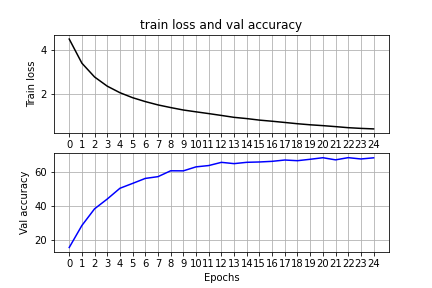 train loss and val accuracy
Train loss
4
2
0 1 2 3 4 5 6 7 8 9 10 11 12 13 14 15 16 17 18 19 20 21 22 23 24
Val accuracy
60
40
20
0 1 2 3 4 5 6 7 8 9 10 11 12 13 14 15 16 17 18 19 20 21 22 23 24
Epochs